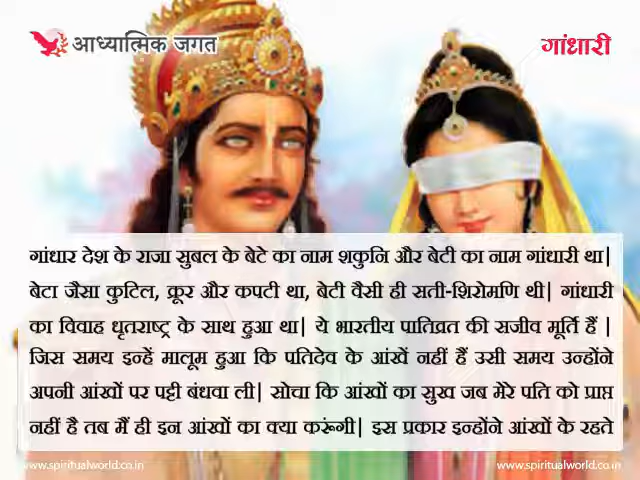 आध्यात्मिक जगत
गांधारी
गांधार देश के राजा सुबल के बेटे का नाम शकुनि और बेटी का नाम गांधारी था|
बेटा जैसा कुटिल, क्रूर और कपटी था, बेटी वैसी ही सती-शिरोमणि थी| गांधारी
का विवाह धृतराष्ट्र के साथ हुआ था| ये भारतीय पातिव्रत की सजीव मूर्ति हैं |
जिस समय इन्हें मालूम हुआ कि पतिदेव के आंखें नहीं हैं उसी समय उन्होंने
अपनी आंखों पर पट्टी बंधवा ली| सोचा कि आंखों का सुख जब मेरे पति को प्राप्त
नहीं है तब मैं ही इन आंखों का क्या करूंगी| इस प्रकार इन्होंने आंखों के रहते
www.spiritualworld.co.in www.spiritualworld.co.in